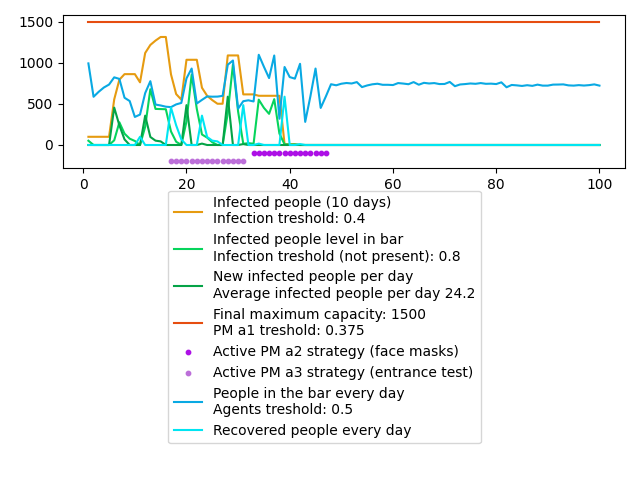 1500
1000
500
0
0
20
40
60
80
100
Infected people (10 days)
Infection treshold: 0.4
Infected people level in bar
Infection treshold (not present): 0.8
New infected people per day
Average infected people per day 24.2
Final maximum capacity: 1500
PM a1 treshold: 0.375
Active PM a2 strategy (face masks)
Active PM a3 strategy (entrance test)
People in the bar every day
Agents treshold: 0.5
Recovered people every day